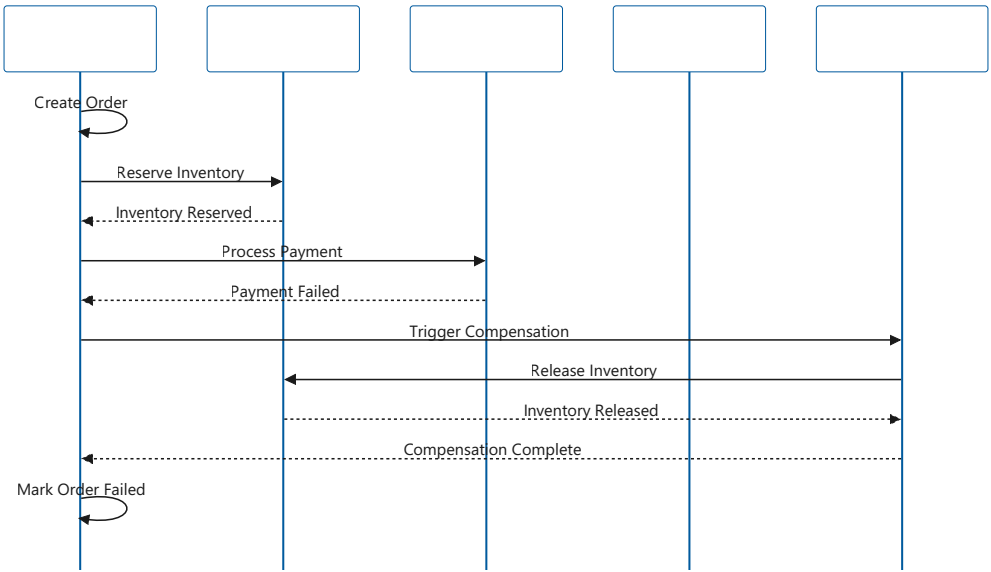 Create Order
Reserve Inventory
Inventory Reserved
Process Payment
Payment Failed
Trigger Compensation
Release Inventory
Inventory Released
Compensation Complete
Mark Order Failed